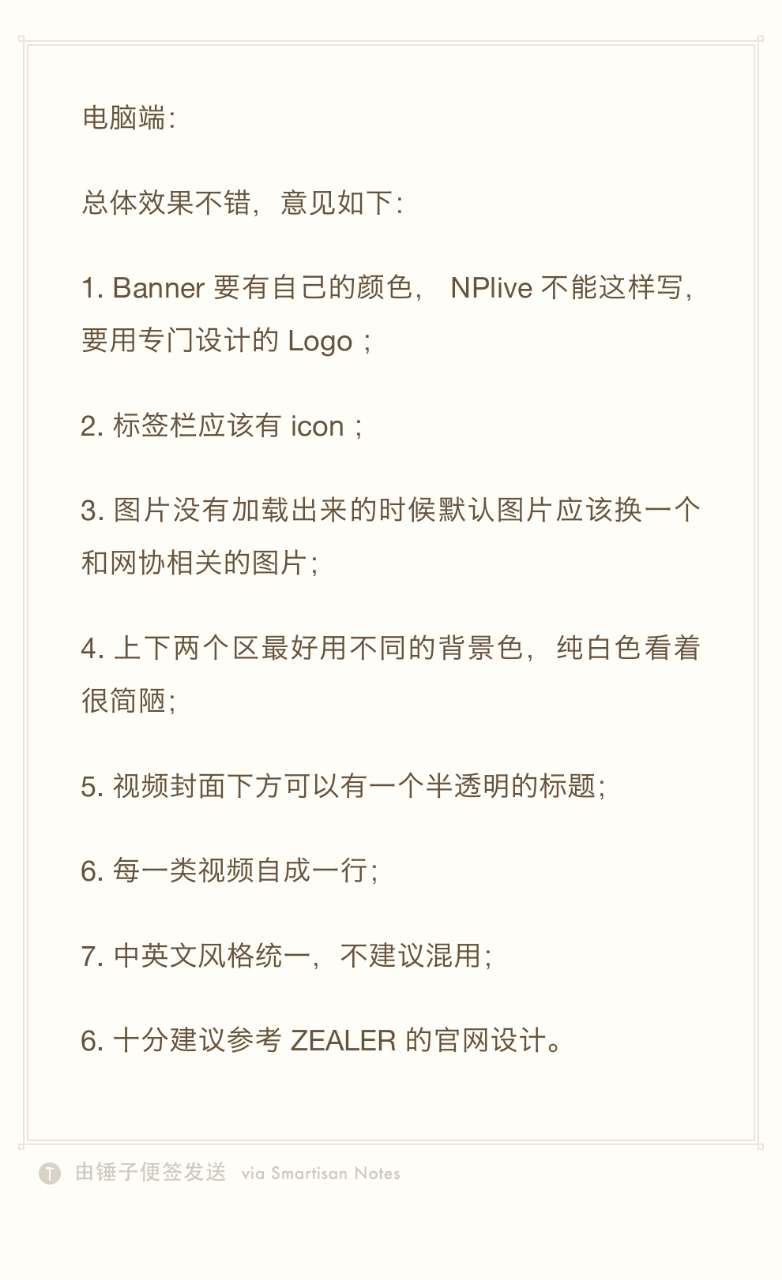 电脑端：
总体效果不错，意见如下：
1. Banner 要有自己的颜色， NPlive 不能这样写，
要用专门设计的 Logo ；
2. 标签栏应该有 icon ；
3. 图片没有加载出来的时候默认图片应该换一个
和网协相关的图片；
4. 上下两个区最好用不同的背景色，纯白色看着
很简陋；
5. 视频封面下方可以有一个半透明的标题；
6. 每一类视频自成一行；
7. 中英文风格统一，不建议混用；
6. 十分建议参考 ZEALER 的官网设计。
T 由锤子便签发送 via Smartisan Notes